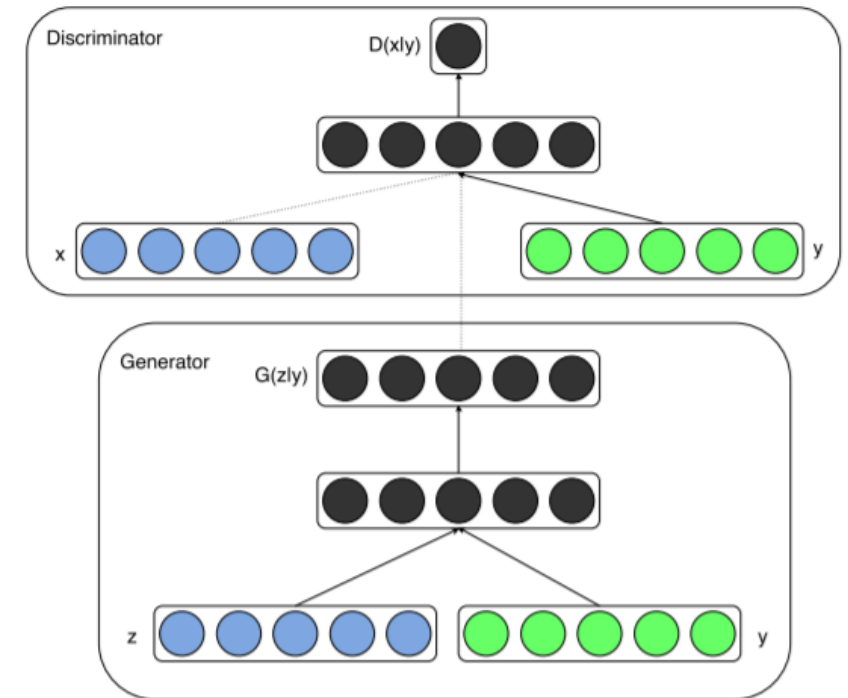 Discriminator
D(x|y)
x
y
Generator
G(z|y)
z
y